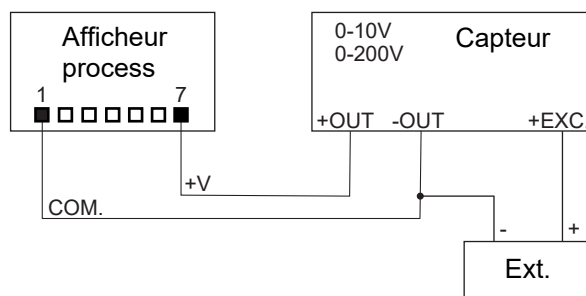 Afficheur
process
1 7
0-10V
0-200V
Capteur
+OUT -OUT +EXC.
+V
COM.
- +
Ext.